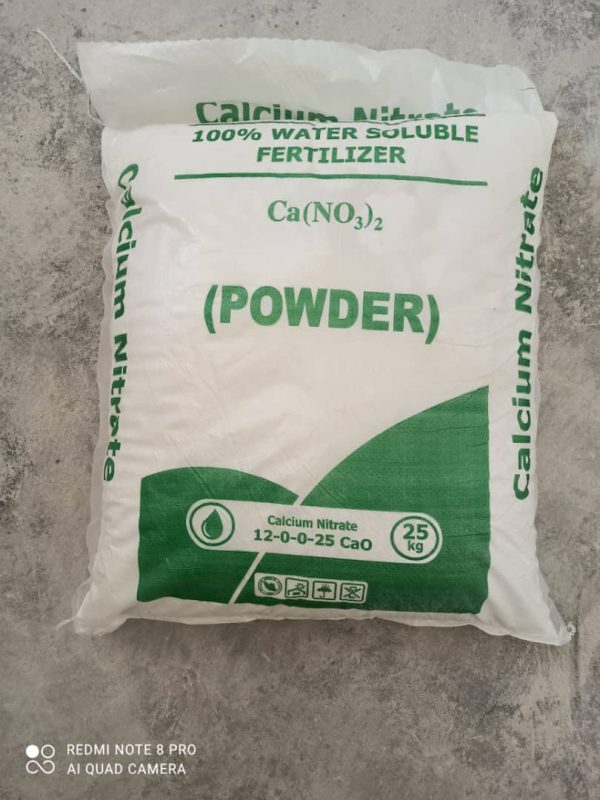 Calcium Nitrate
100% WATER SOLUBLE
FERTILIZER
Ca(NO3)2
(POWDER)
Calcium Nitrate
Calcium Nitrate
Calcium Nitrate
12-0-0-25 CaO
25
kg
REDMI NOTE 8 PRO
AI QUAD CAMERA